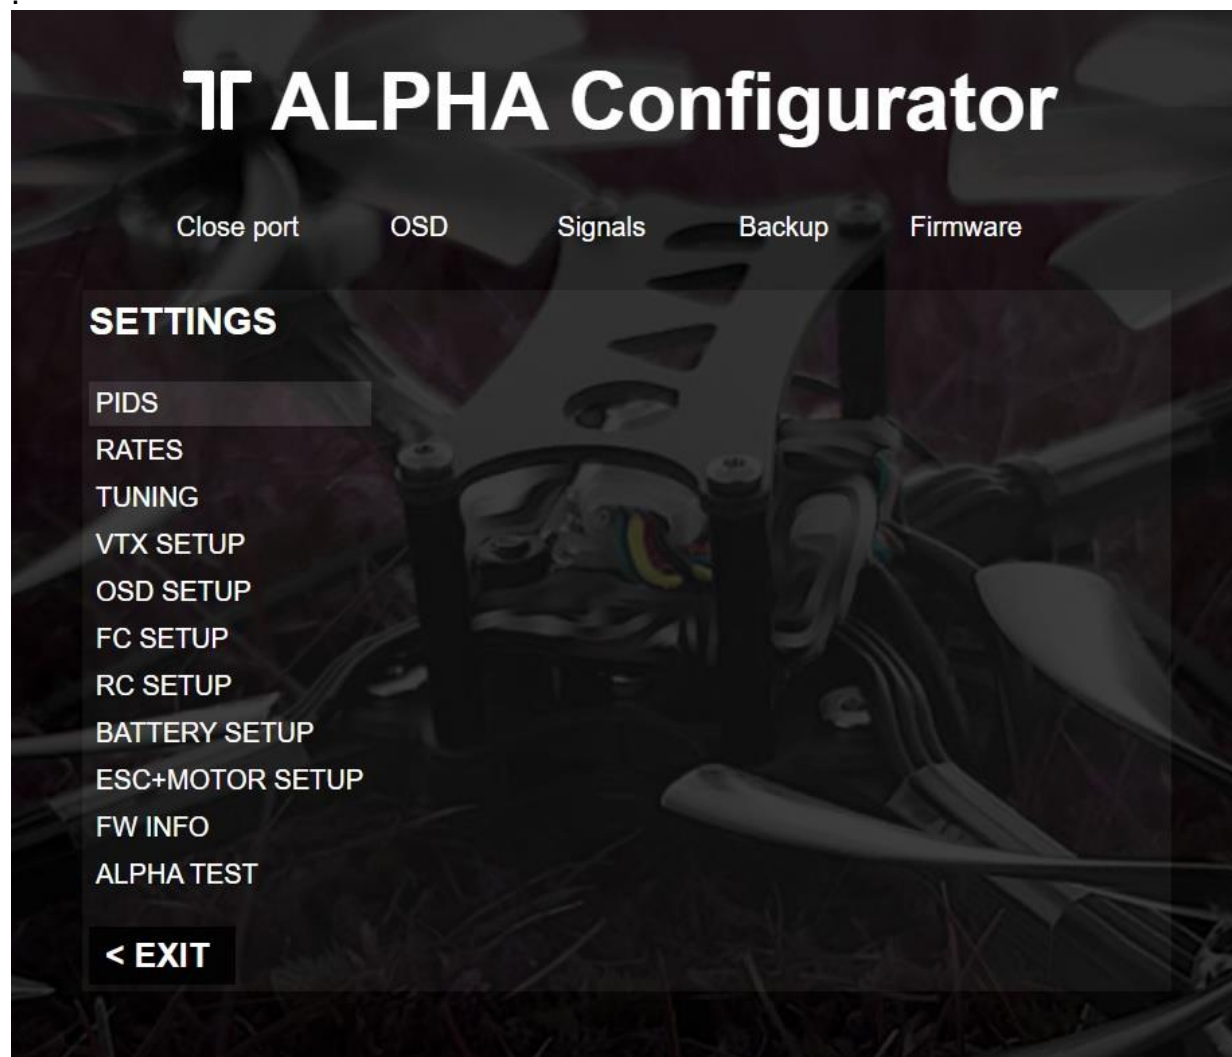 .
ALPHA Configurator
Close port OSD Signals Backup Firmware
SETTINGS
PIDS
RATES
TUNING
VTX SETUP
OSD SETUP
FC SETUP
RC SETUP
BATTERY SETUP
ESC+MOTOR SETUP
FW INFO
ALPHA TEST
< EXIT